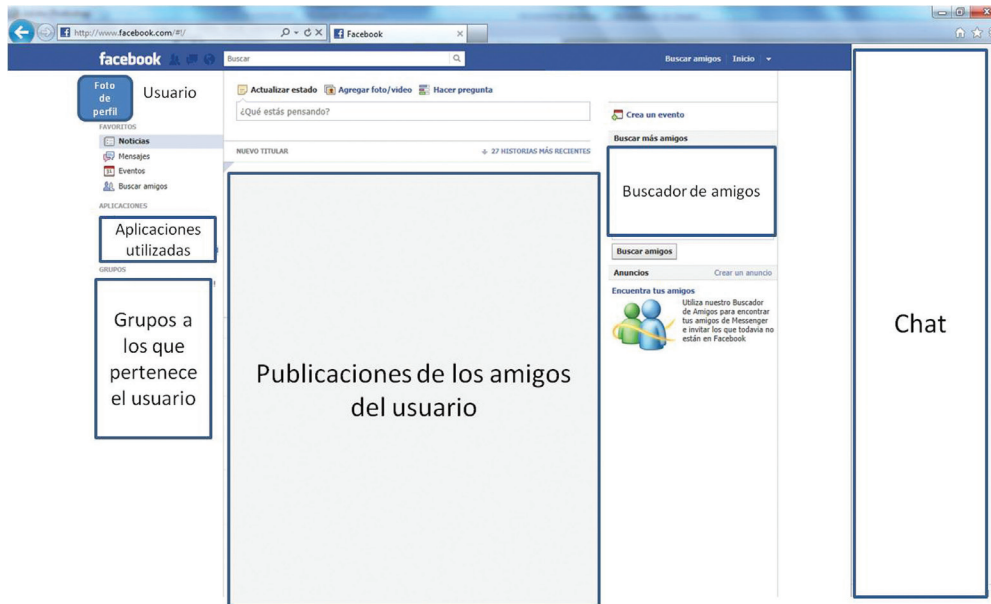 http://www.facebook.com/#!/
Facebook
facebook
Buscar
Buscar amigos Inicio
Foto
de
perfil
Usuario
FAVORITOS
Noticias
Mensajes
Eventos
Buscar amigos
APLICACIONES
Aplicaciones
utilizadas
GRUPOS
Grupos a
los que
pertenece
el usuario
Actualizar estado Agregar foto/video Hacer pregunta
¿Qué estás pensando?
NUEVO TITULAR 27 HISTORIAS MÁS RECIENTES
Publicaciones de los amigos
del usuario
Crea un evento
Buscar más amigos
Buscador de amigos
Buscar amigos
Anuncios Crear un anuncio
Encuentra tus amigos
Utiliza nuestro Buscador
de Amigos para encontrar
tus amigos de Messenger
e invitar los que todavía no
están en Facebook
Chat